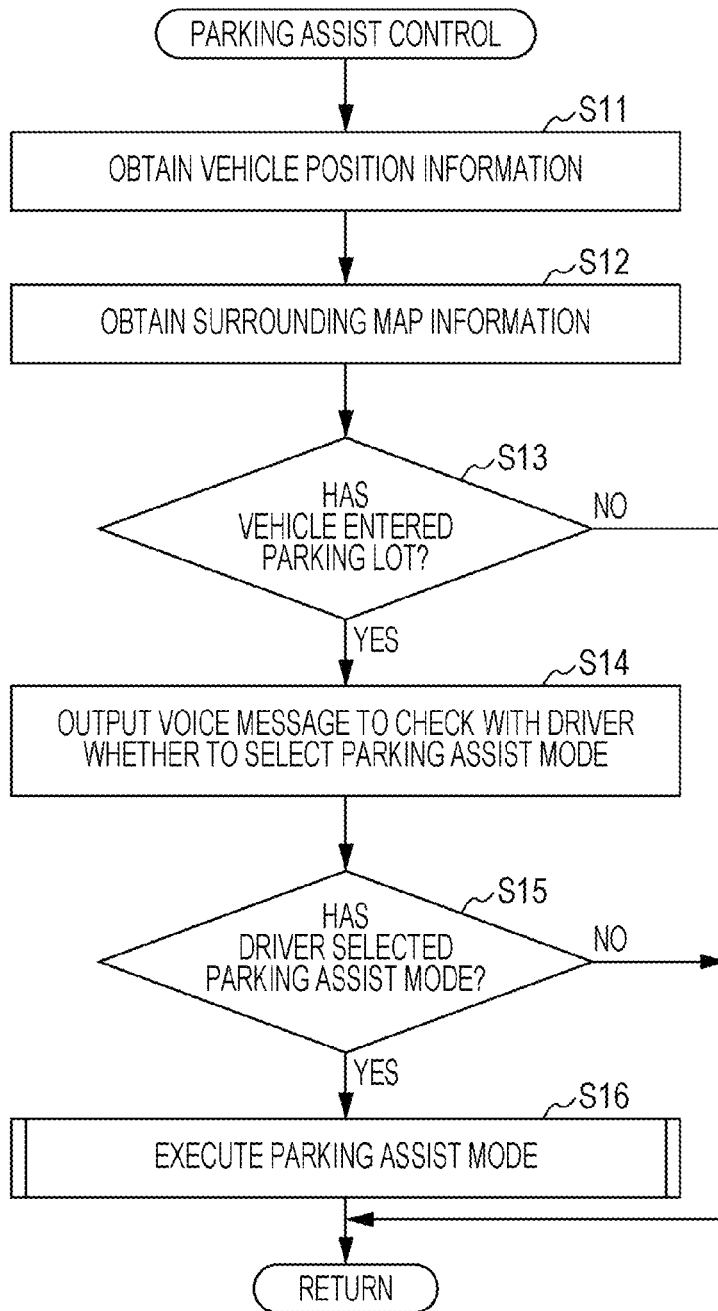 PARKING ASSIST CONTROL
S11
OBTAIN VEHICLE POSITION INFORMATION
S12
OBTAIN SURROUNDING MAP INFORMATION
S13
HAS
VEHICLE ENTERED
PARKING LOT?
NO
YES
S14
OUTPUT VOICE MESSAGE TO CHECK WITH DRIVER
WHETHER TO SELECT PARKING ASSIST MODE
S15
HAS
DRIVER SELECTED
PARKING ASSIST MODE?
NO
YES
S16
EXECUTE PARKING ASSIST MODE
RETURN